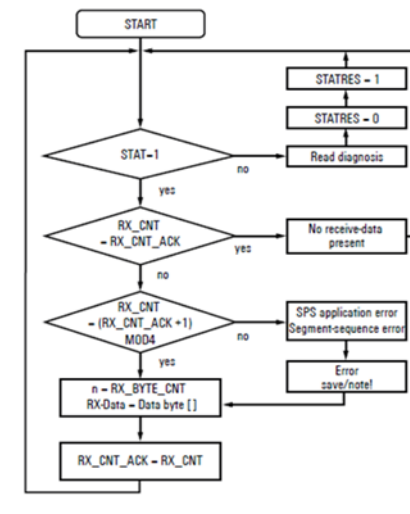 START
STATRES – 1
STATRES – 0
STAT–1
Read diagnosis
no
yes
RX_CNT
– RX_CNT_ACK
No receive-data
present
yes
no
RX_CNT
– (RX_CNT_ACK +1)
MOD4
SPS application error
Segment-sequence error
no
yes
Error
save/note!
n – RX_BYTE_CNT
RX-Data – Data byte [ ]
RX_CNT_ACK – RX_CNT